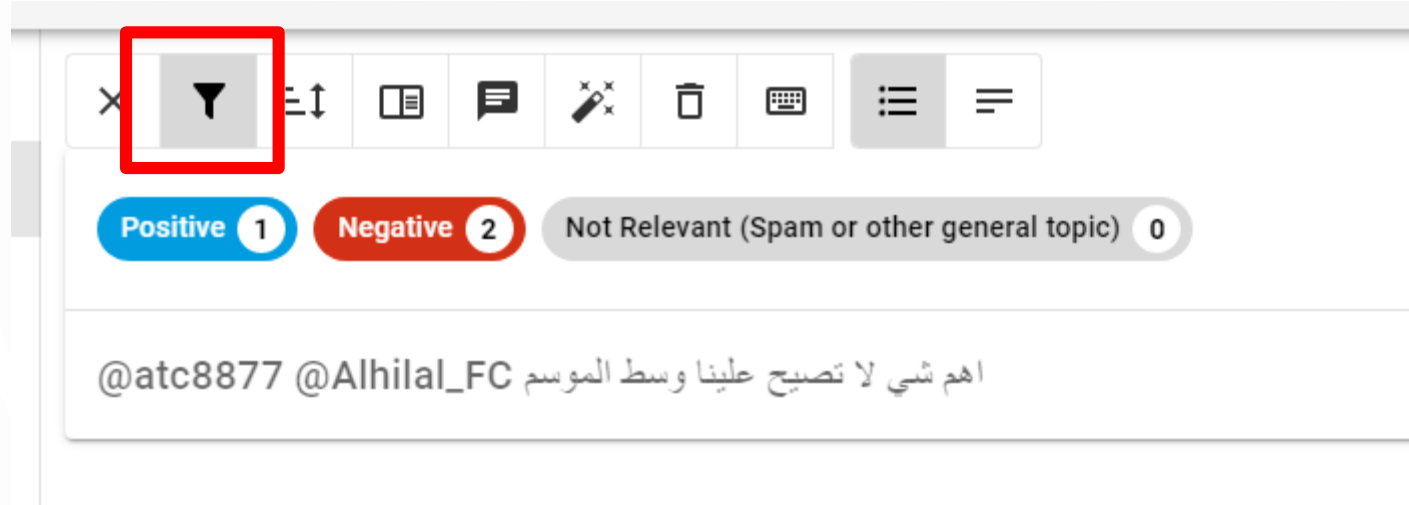 Positive 1 Negative 2 Not Relevant (Spam or other general topic) 0
@atc8877 @Alhilal_FC اهم شي لا تصيح علينا وسط الموسم